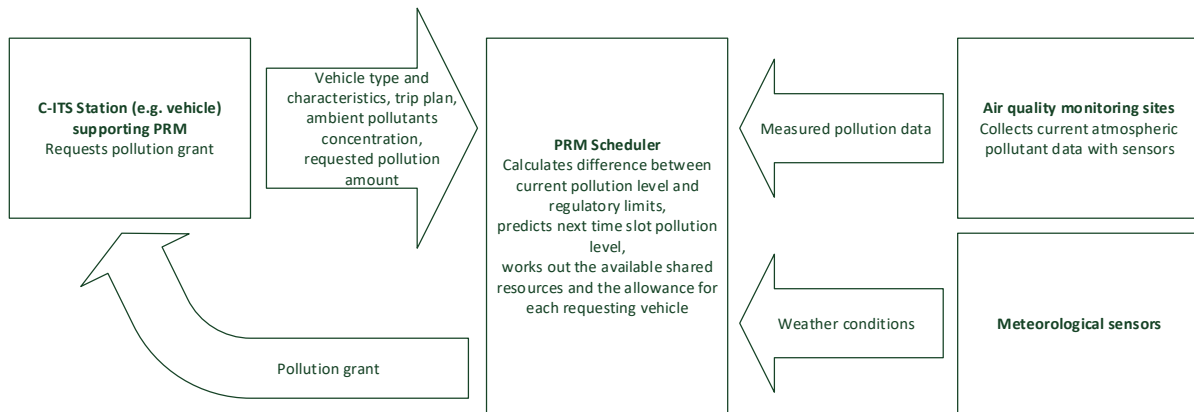 C-ITS Station (e.g. vehicle)
supporting PRM
Requests pollution grant
Vehicle type and
characteristics, trip plan,
ambient pollutants
concentration,
requested pollution
amount
PRM Scheduler
Calculates difference between
current pollution level and
regulatory limits,
predicts next time slot pollution
level,
works out the available shared
resources and the allowance for
each requesting vehicle
Measured pollution data
Air quality monitoring sites
Collects current atmospheric
pollutant data with sensors
Weather conditions
Meteorological sensors
Pollution grant